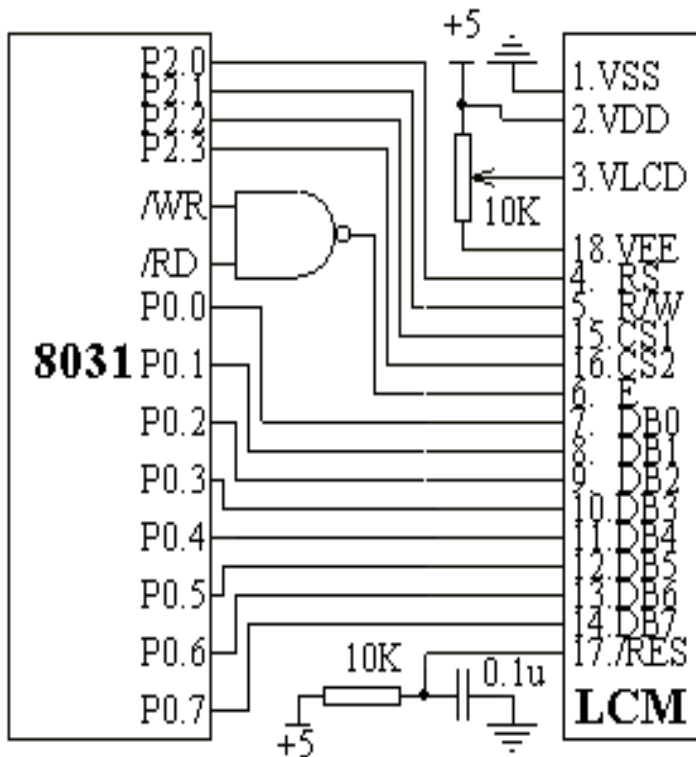 P2.0
P2.1
P2.2
P2.3
/WR
/RD
P0.0
8031
P0.1
P0.2
P0.3
P0.4
P0.5
P0.6
P0.7
+5
10K
10K
0.1u
+5
1.VSS
2.VDD
3.VLCD
18.VEE
4. RS
5. R/W
15.CS1
16.CS2
6. E
7. DB0
8. DB1
9. DB2
10.DB3
11.DB4
12.DB5
13.DB6
14.DB7
17./RES
LCM